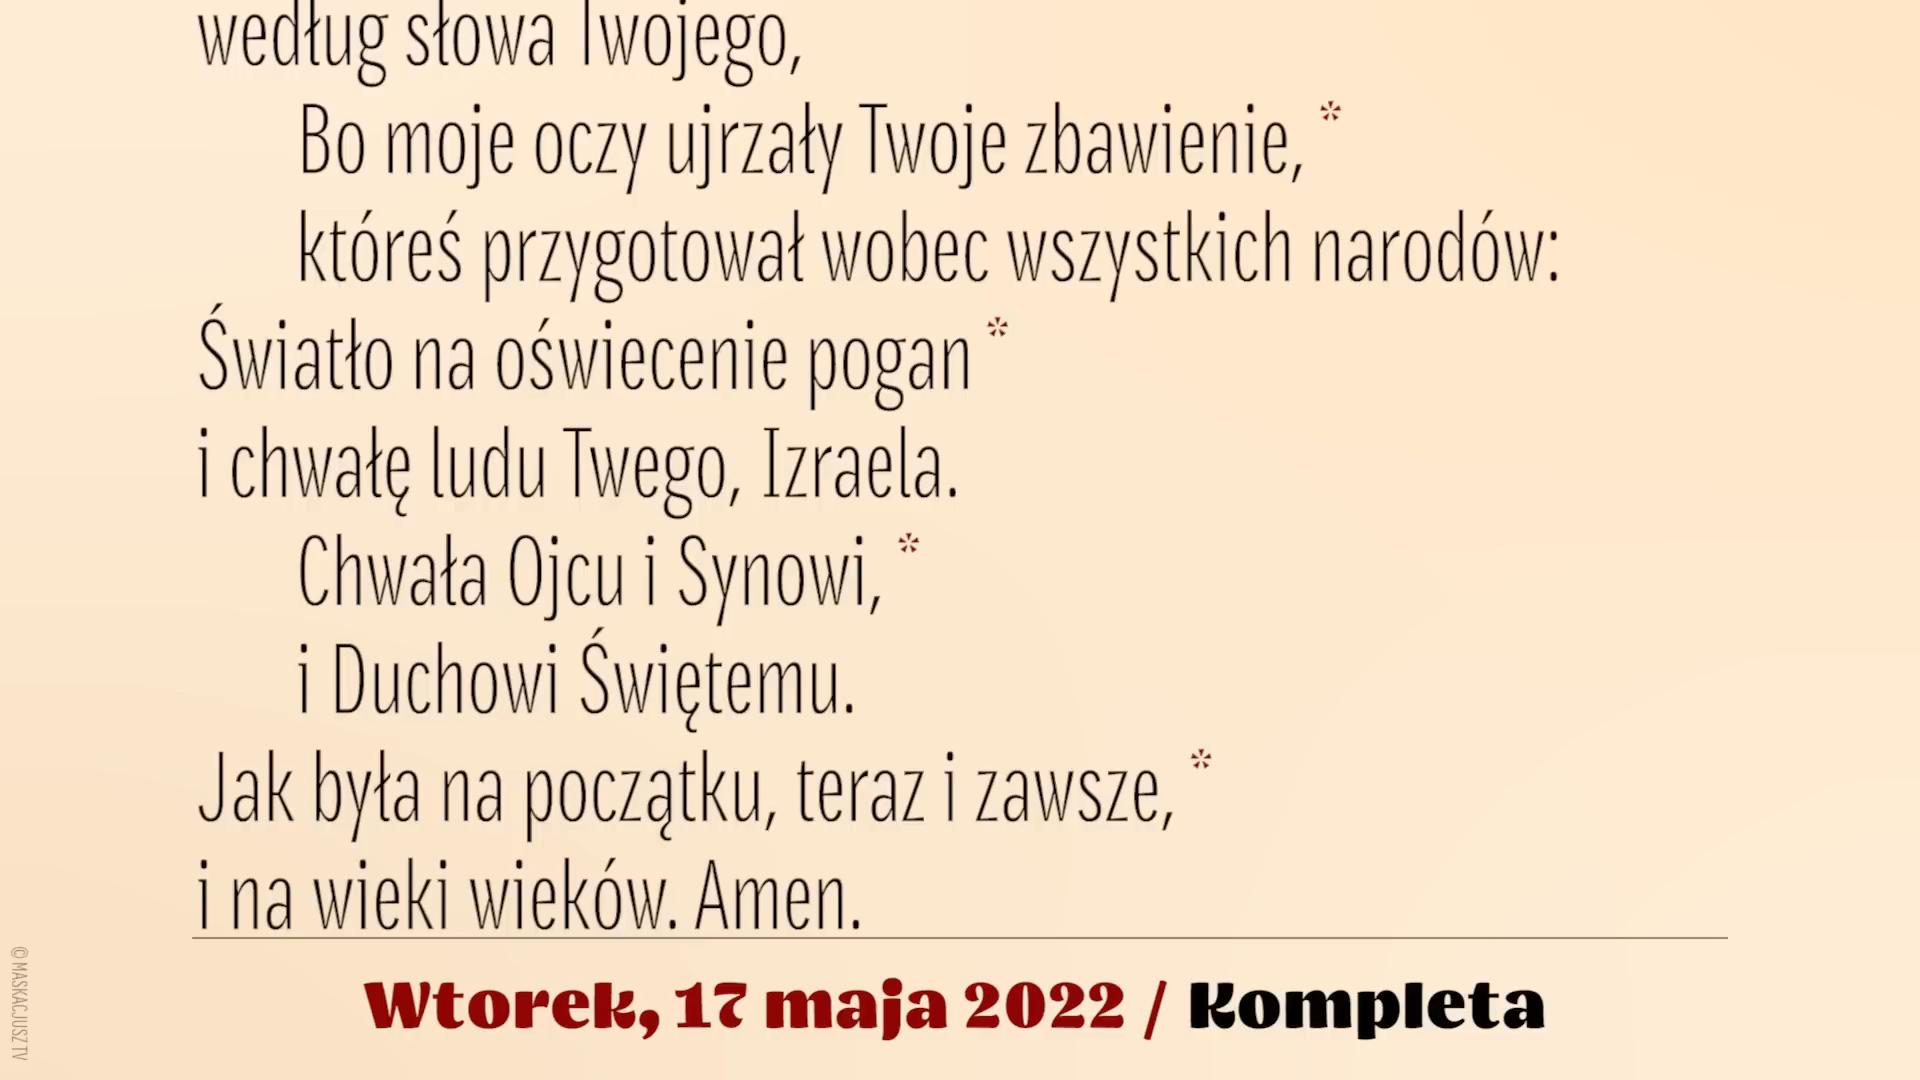 według słowa Twojego,
Bo moje oczy ujrzały Twoje zbawienie, *
któreś przygotował wobec wszystkich narodów:
Światło na oświecenie pogan *
i chwałę ludu Twego, Izraela.
Chwała Ojcu i Synowi, *
i Duchowi Świętemu.
Jak była na początku, teraz i zawsze, *
i na wieki wieków. Amen.
Wtorek, 17 maja 2022 / Kompleta
© MASKACJUSZ TV